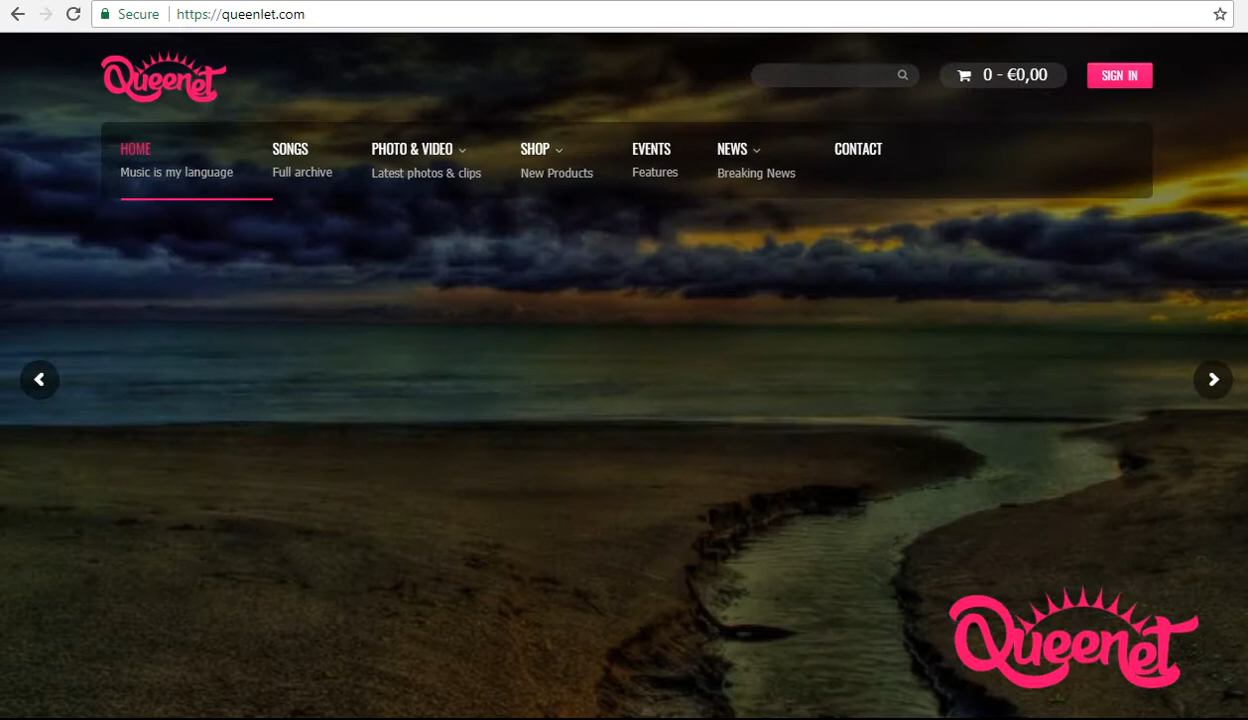 Secure https://queenlet.com
Queenet
0 - €0,00
SIGN IN
HOME SONGS PHOTO & VIDEO SHOP EVENTS NEWS CONTACT
Music is my language Full archive Latest photos & clips New Products Features Breaking News
Queenet